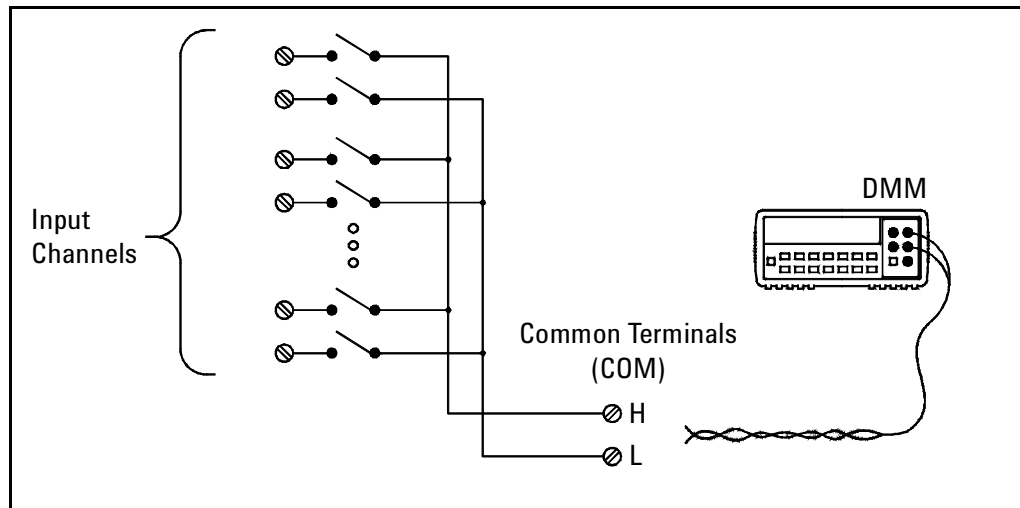 Input
Channels
DMM
Common Terminals
(COM)
H
L